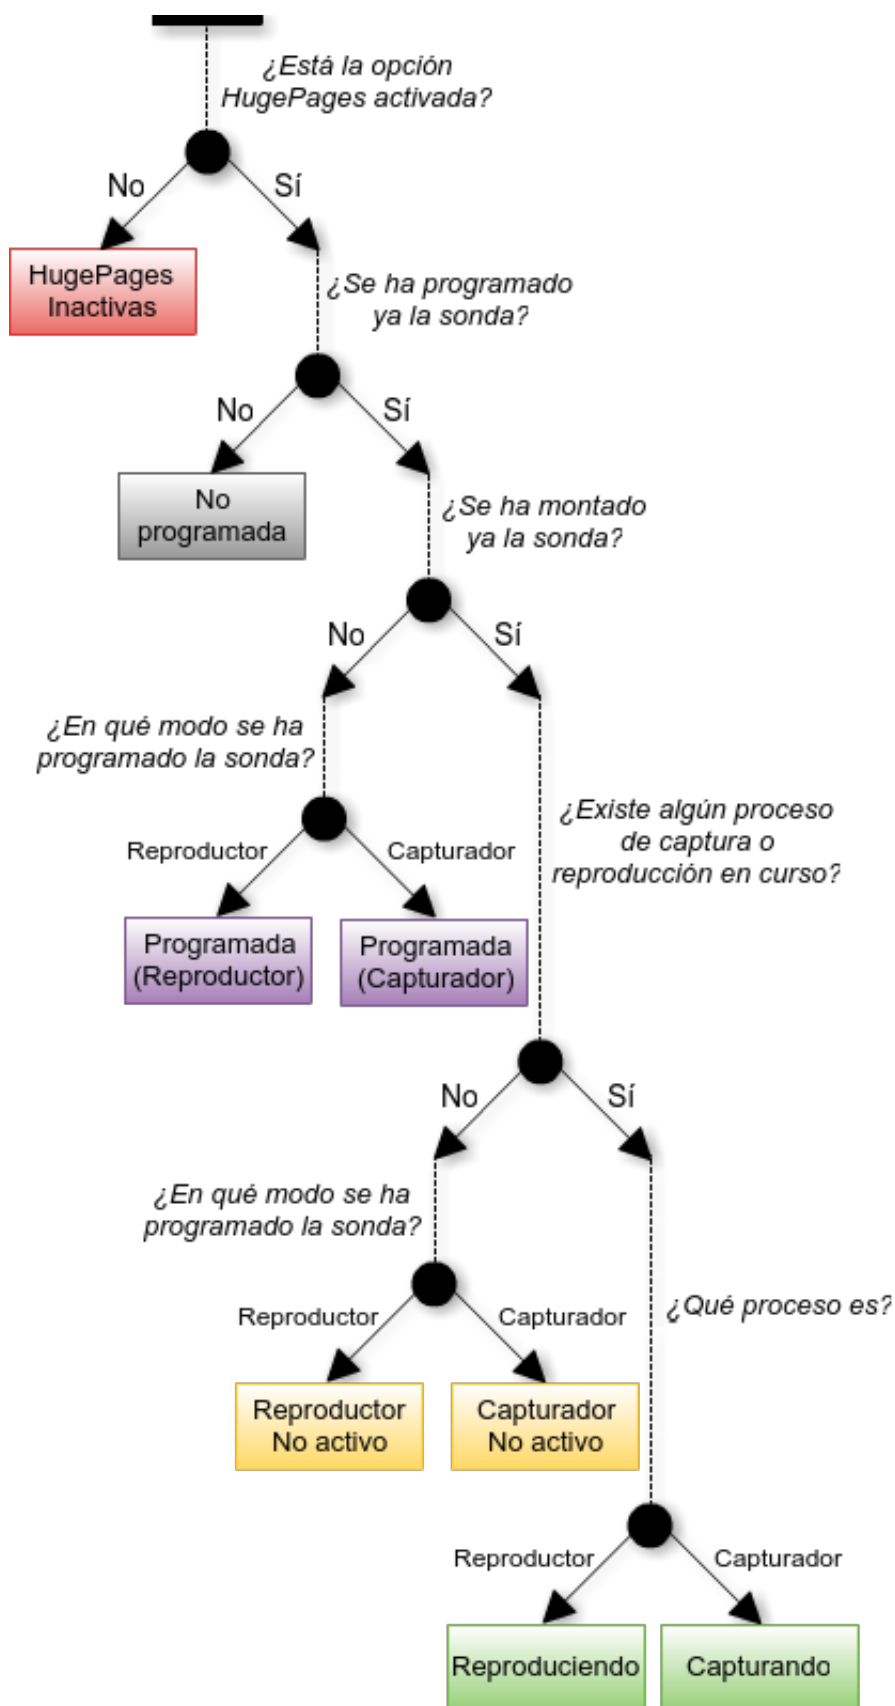 ¿Está la opción
HugePages activada?
No
Sí
HugePages
Inactivas
¿Se ha programado
ya la sonda?
No
Sí
No
programada
¿Se ha montado
ya la sonda?
No
Sí
¿En qué modo se ha
programado la sonda?
¿Existe algún proceso
de captura o
reproducción en curso?
Reproductor
Capturador
Programada
(Reproductor)
Programada
(Capturador)
No
Sí
¿En qué modo se ha
programado la sonda?
Reproductor
Capturador
¿Qué proceso es?
Reproductor
No activo
Capturador
No activo
Reproductor
Capturador
Reproduciendo
Capturando